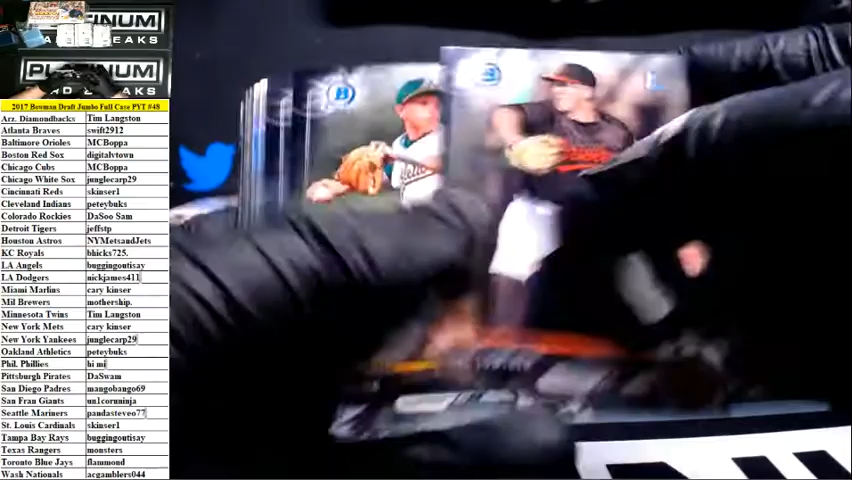 PLATINUM
PLATINUM
2017 Bowman Draft Jumbo Full Case PYT #48
Arz. Diamondbacks Tim Langston
Atlanta Braves swift2912
Baltimore Orioles MCBoppa
Boston Red Sox digitalvtown
Chicago Cubs MCBoppa
Chicago White Sox junglecarp29
Cincinnati Reds skinser1
Cleveland Indians peteybuks
Colorado Rockies DaSoo Sam
Detroit Tigers jeffstp
Houston Astros NYMetsandJets
KC Royals bhicks725.
LA Angels buggingoutisay
LA Dodgers nickjames411
Miami Marlins cary kinser
Mil Brewers mothership.
Minnesota Twins Tim Langston
New York Mets cary kinser
New York Yankees junglecarp29
Oakland Athletics peteybuks
Phil. Phillies hi mi
Pittsburgh Pirates DaSwam
San Diego Padres mangobango69
San Fran Giants un1cornninja
Seattle Mariners pandasteveo77
St. Louis Cardinals skinser1
Tampa Bay Rays buggingoutisay
Texas Rangers monsters
Toronto Blue Jays flammond
Wash Nationals acgamblers044